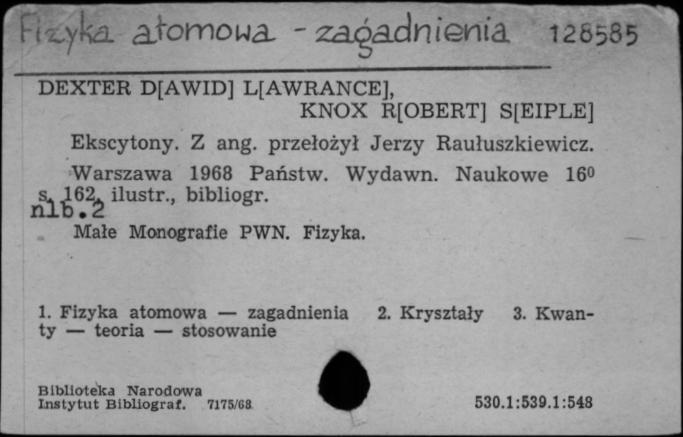 Fizyka atomowa - zagadnienia 128585
DEXTER D[AWID] L[AWRANCE],
KNOX R[OBERT] S[EIPLE]
Ekscytony. Z ang. przełożył Jerzy Raułuszkiewicz.
Warszawa 1968 Państw. Wydawn. Naukowe 16⁰
s. 162, ilustr., bibliogr.
nlb.2
Małe Monografie PWN. Fizyka.
1. Fizyka atomowa — zagadnienia 2. Kryształy 3. Kwan-
ty — teoria — stosowanie
Biblioteka Narodowa
Instytut Bibliograf. 7175/68
530.1:539.1:548